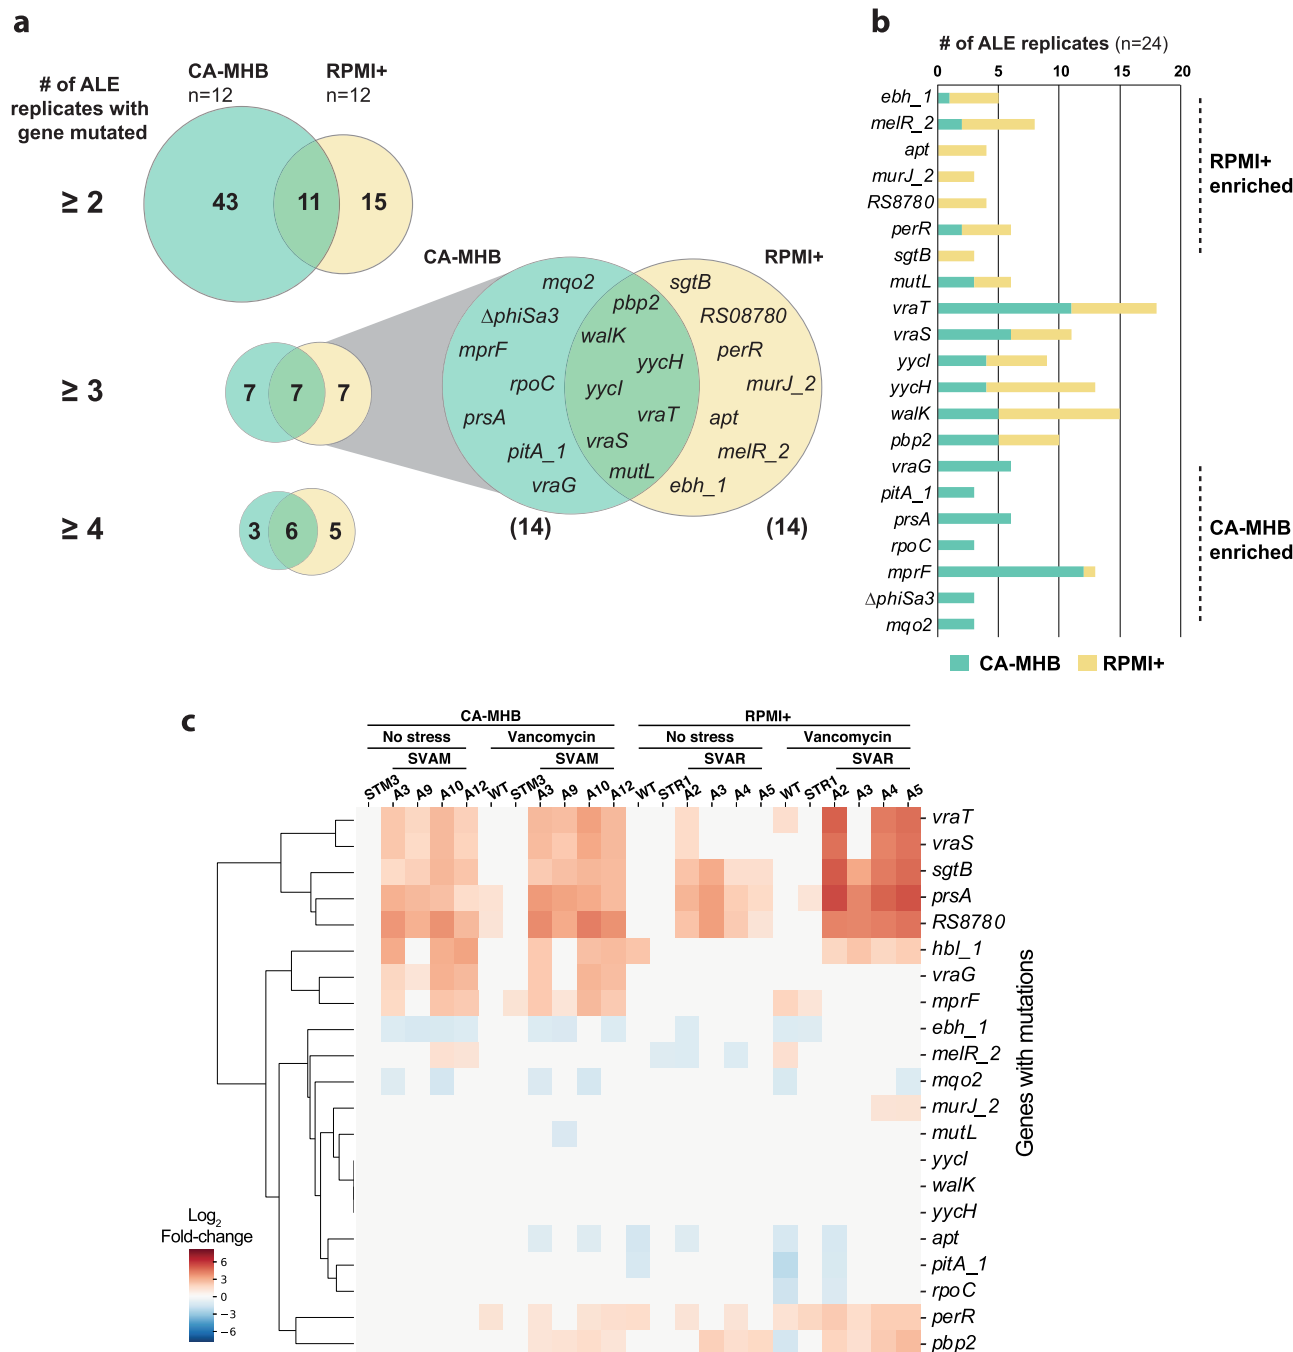 a
# of ALE
replicates with
gene mutated
CA-MHB
n=12
RPMI+
n=12
≥ 2
43
11
15
≥ 3
7
7
7
≥ 4
3
6
5
CA-MHB
RPMI+
mqo2
ΔphiSa3
mprF
rpoC
prsA
pitA_1
vraG
pbp2
walK
yycH
yycI
vraT
vraS
mutL
sgtB
RS08780
perR
murJ_2
apt
melR_2
ebh_1
(14)
(14)
b
# of ALE replicates (n=24)
0 5 10 15 20
ebh_1
melR_2
apt
murJ_2
RS8780
perR
sgtB
mutL
vraT
vraS
yycI
yycH
walK
pbp2
vraG
pitA_1
prsA
rpoC
mprF
ΔphiSa3
mqo2
RPMI+
enriched
CA-MHB
enriched
CA-MHB RPMI+
c
CA-MHB RPMI+
No stress Vancomycin No stress Vancomycin
SVAM SVAM SVAR SVAR
STM3 A3 A9 A10 A12 WT STM3 A3 A9 A10 A12 WT STR1 A2 A3 A4 A5 WT STR1 A2 A3 A4 A5
vraT
vraS
sgtB
prsA
RS8780
hbl_1
vraG
mprF
ebh_1
melR_2
mqo2
murJ_2
mutL
yycI
walK
yycH
apt
pitA_1
rpoC
perR
pbp2
Genes with mutations
Log2
Fold-change
6
3
0
−3
−6